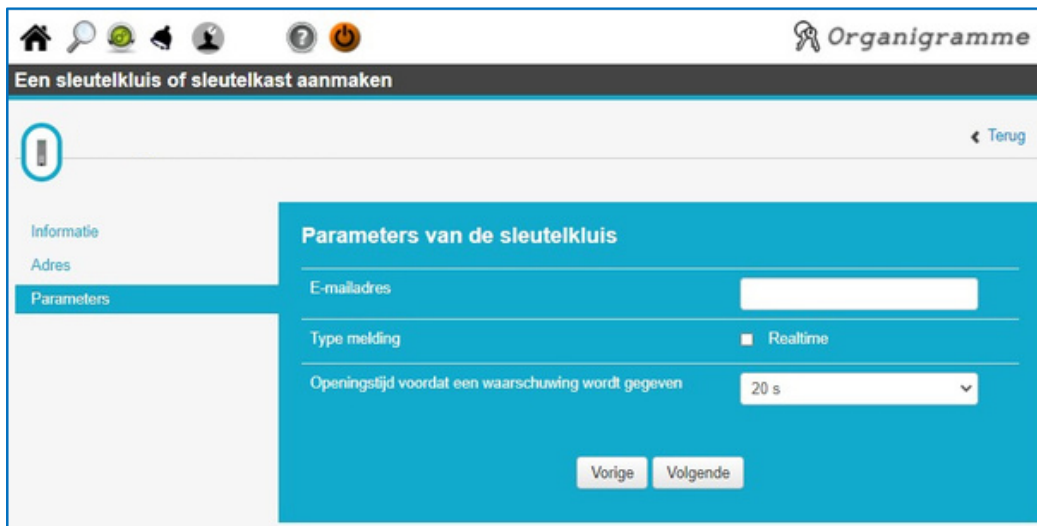 Organigramme
Een sleutelkluis of sleutelkast aanmaken
Terug
Informatie
Adres
Parameters
Parameters van de sleutelkluis
E-mailadres
Type melding
Realtime
Openingstijd voordat een waarschuwing wordt gegeven
20 s
Vorige
Volgende